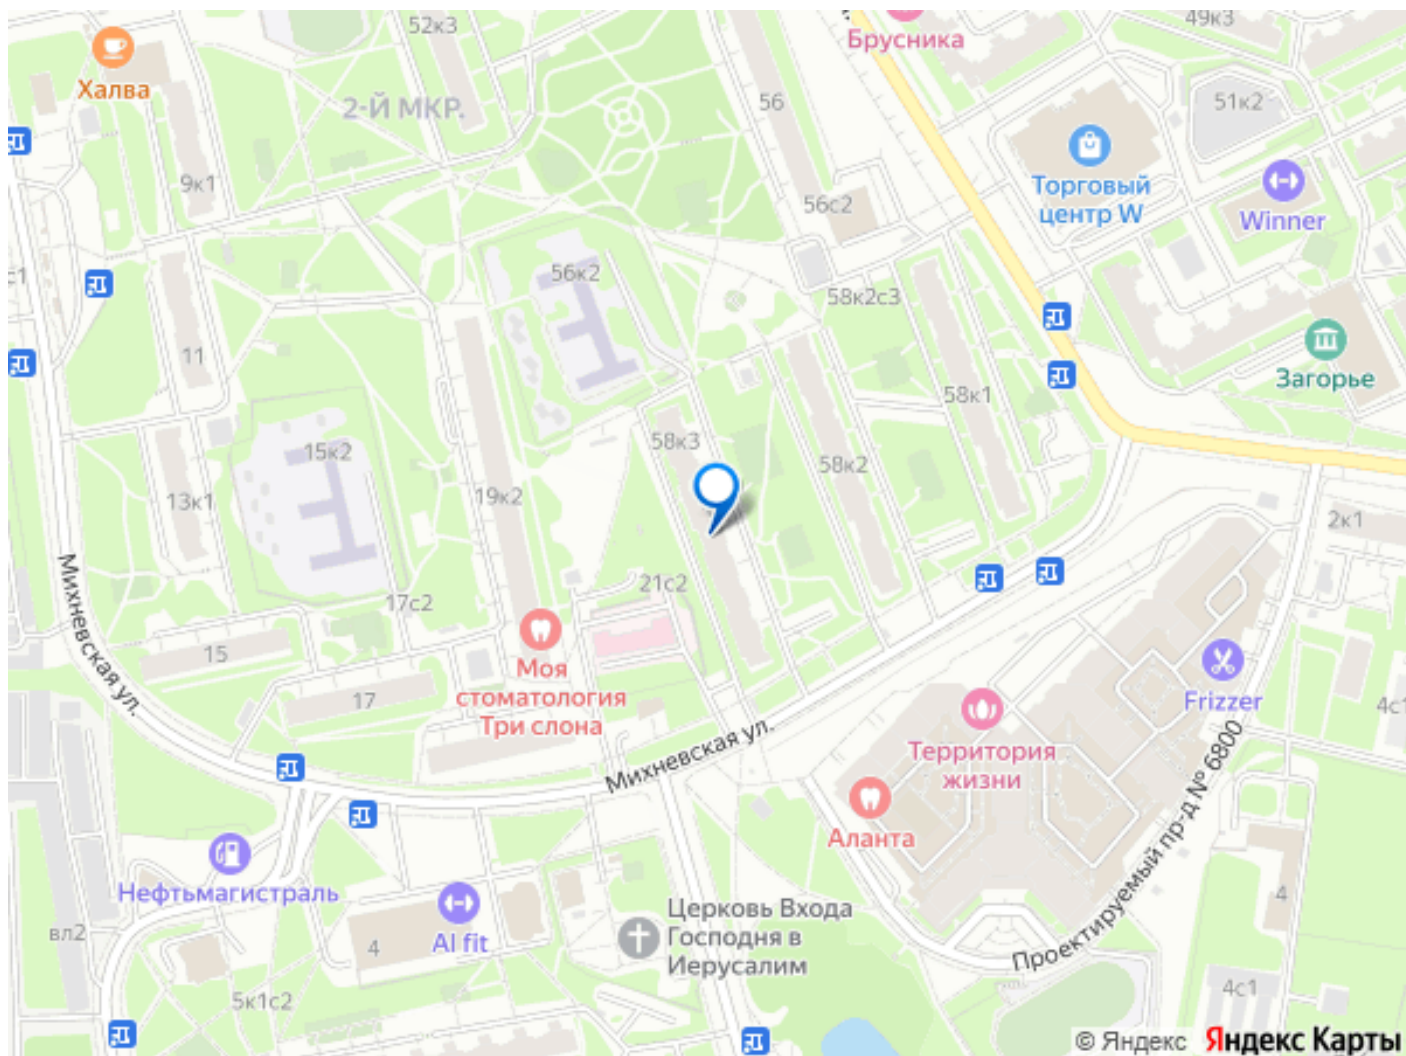 52к3
Брусника
49к3
Халва
2-Й МКР.
56
51к2
Торговый
центр W
Winner
9к1
56с2
с1
56к2
58к2с3
11
Загорье
58к1
58к3
15к2
58к2
19к2
13к1
2к1
Михневская ул.
21с2
17с2
15
Моя
стоматология
Три слона
17
Frizzer
4с1
Михневская ул.
Территория
жизни
Аланта
Проектируемый пр-д № 6800
Нефтьмагистраль
4
вл2
4
AI fit
Церковь Входа
Господня в
Иерусалим
5к1с2
4с1
© Яндекс Яндекс Карты